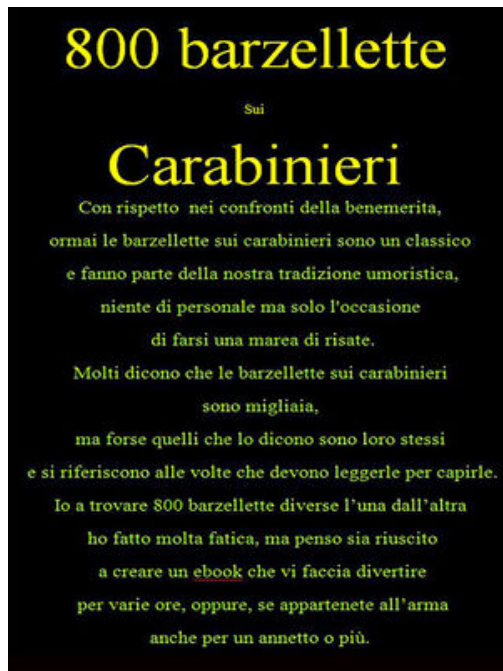 800 barzellette
Sui
Carabinieri
Con rispetto nei confronti della benemerita,
ormai le barzellette sui carabinieri sono un classico
e fanno parte della nostra tradizione umoristica,
niente di personale ma solo l'occasione
di farsi una marea di risate.
Molti dicono che le barzellette sui carabinieri
sono migliaia,
ma forse quelli che lo dicono sono loro stessi
e si riferiscono alle volte che devono leggerle per capirle.
Io a trovare 800 barzellette diverse l’una dall’altra
ho fatto molta fatica, ma penso sia riuscito
a creare un ebook che vi faccia divertire
per varie ore, oppure, se appartenete all’arma
anche per un annetto o più.